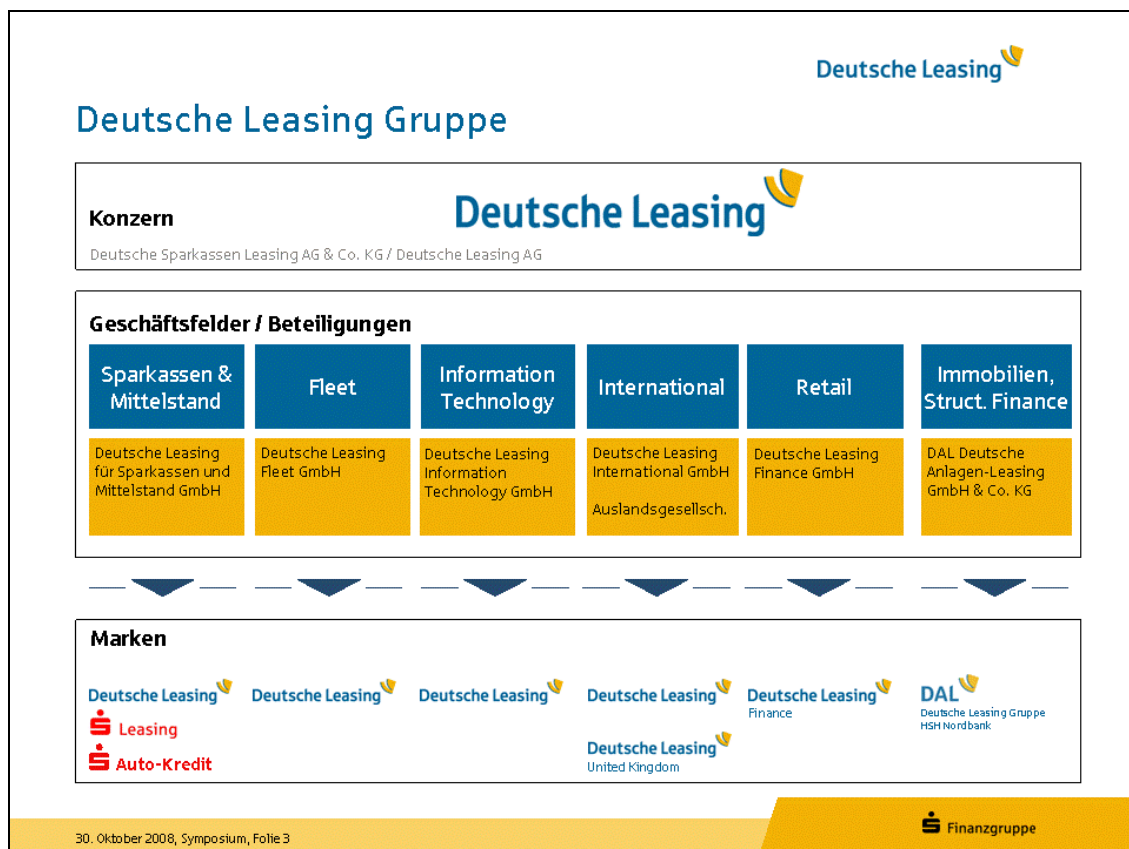 Deutsche Leasing
Deutsche Leasing Gruppe
Konzern
Deutsche Leasing
Deutsche Sparkassen Leasing AG & Co. KG / Deutsche Leasing AG
Geschäftsfelder / Beteiligungen
Sparkassen &
Mittelstand
Fleet
Information
Technology
International
Retail
Immobilien,
Struct. Finance
Deutsche Leasing
für Sparkassen und
Mittelstand GmbH
Deutsche Leasing
Fleet GmbH
Deutsche Leasing
Information
Technology GmbH
Deutsche Leasing
International GmbH
Auslandsgesellsch.
Deutsche Leasing
Finance GmbH
DAL Deutsche
Anlagen-Leasing
GmbH & Co. KG
Marken
Deutsche Leasing
Leasing
Auto-Kredit
Deutsche Leasing
Deutsche Leasing
Deutsche Leasing
Deutsche Leasing
United Kingdom
Deutsche Leasing
Finance
DAL
Deutsche Leasing Gruppe
HSH Nordbank
30. Oktober 2008, Symposium, Folie 3
Finanzgruppe